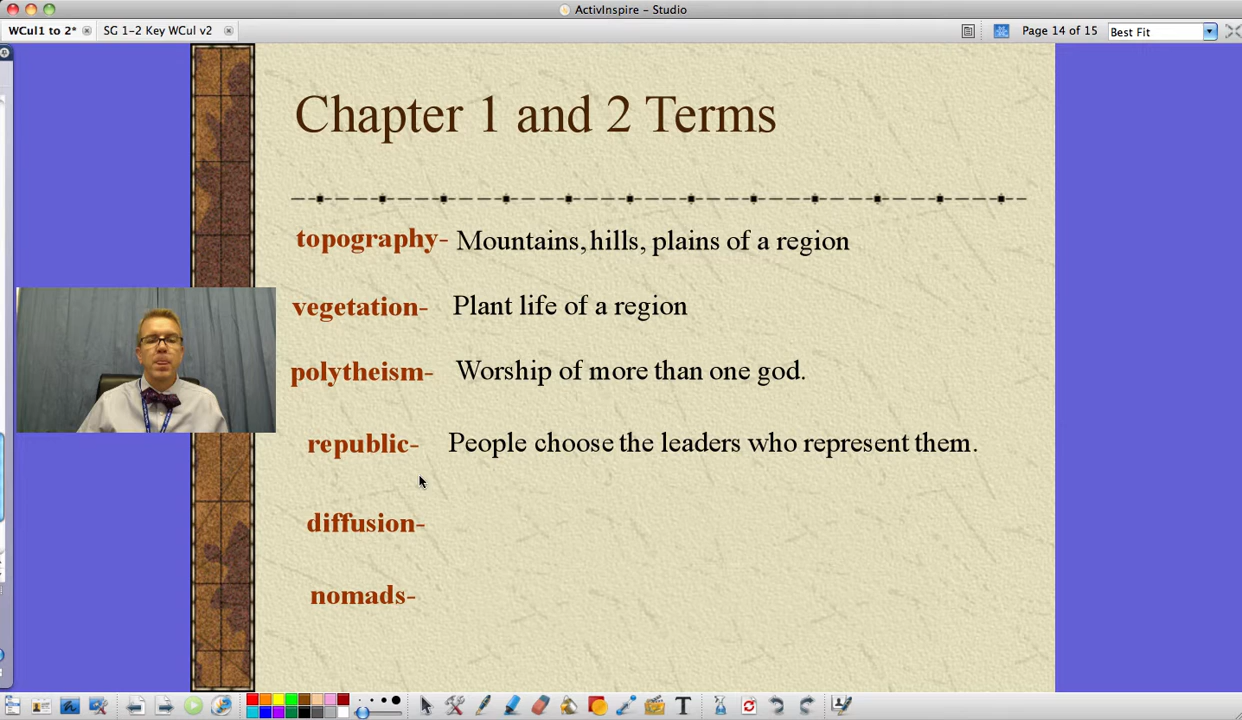 ActivInspire - Studio
WCul1 to 2*
SG 1-2 Key WCul v2
Page 14 of 15
Best Fit
Chapter 1 and 2 Terms
topography- Mountains, hills, plains of a region
vegetation- Plant life of a region
polytheism- Worship of more than one god.
republic- People choose the leaders who represent them.
diffusion-
nomads-
T